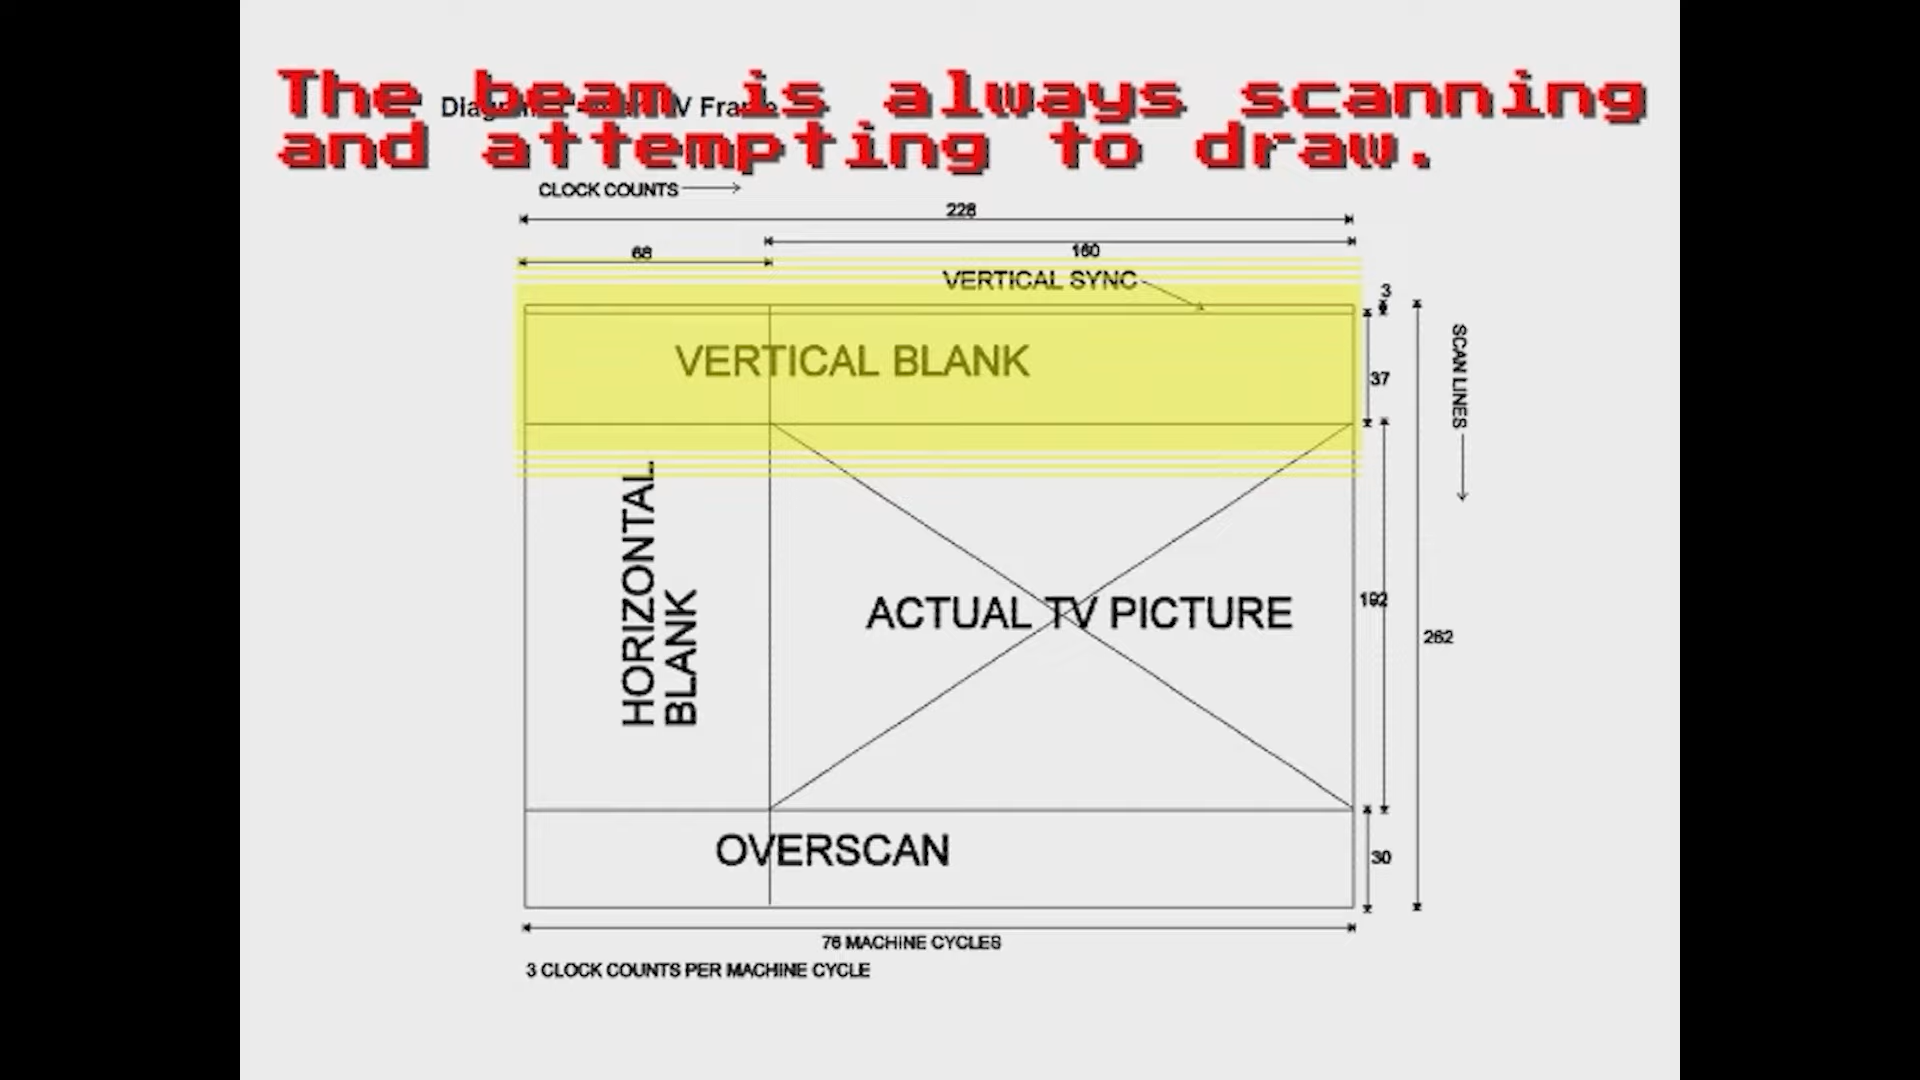 The beam is always scanning
and attempting to draw.
CLOCK COUNTS
228
68
160
VERTICAL SYNC
3
VERTICAL BLANK
37
SCAN LINES
HORIZONTAL
BLANK
ACTUAL TV PICTURE
192
262
OVERSCAN
30
76 MACHINE CYCLES
3 CLOCK COUNTS PER MACHINE CYCLE